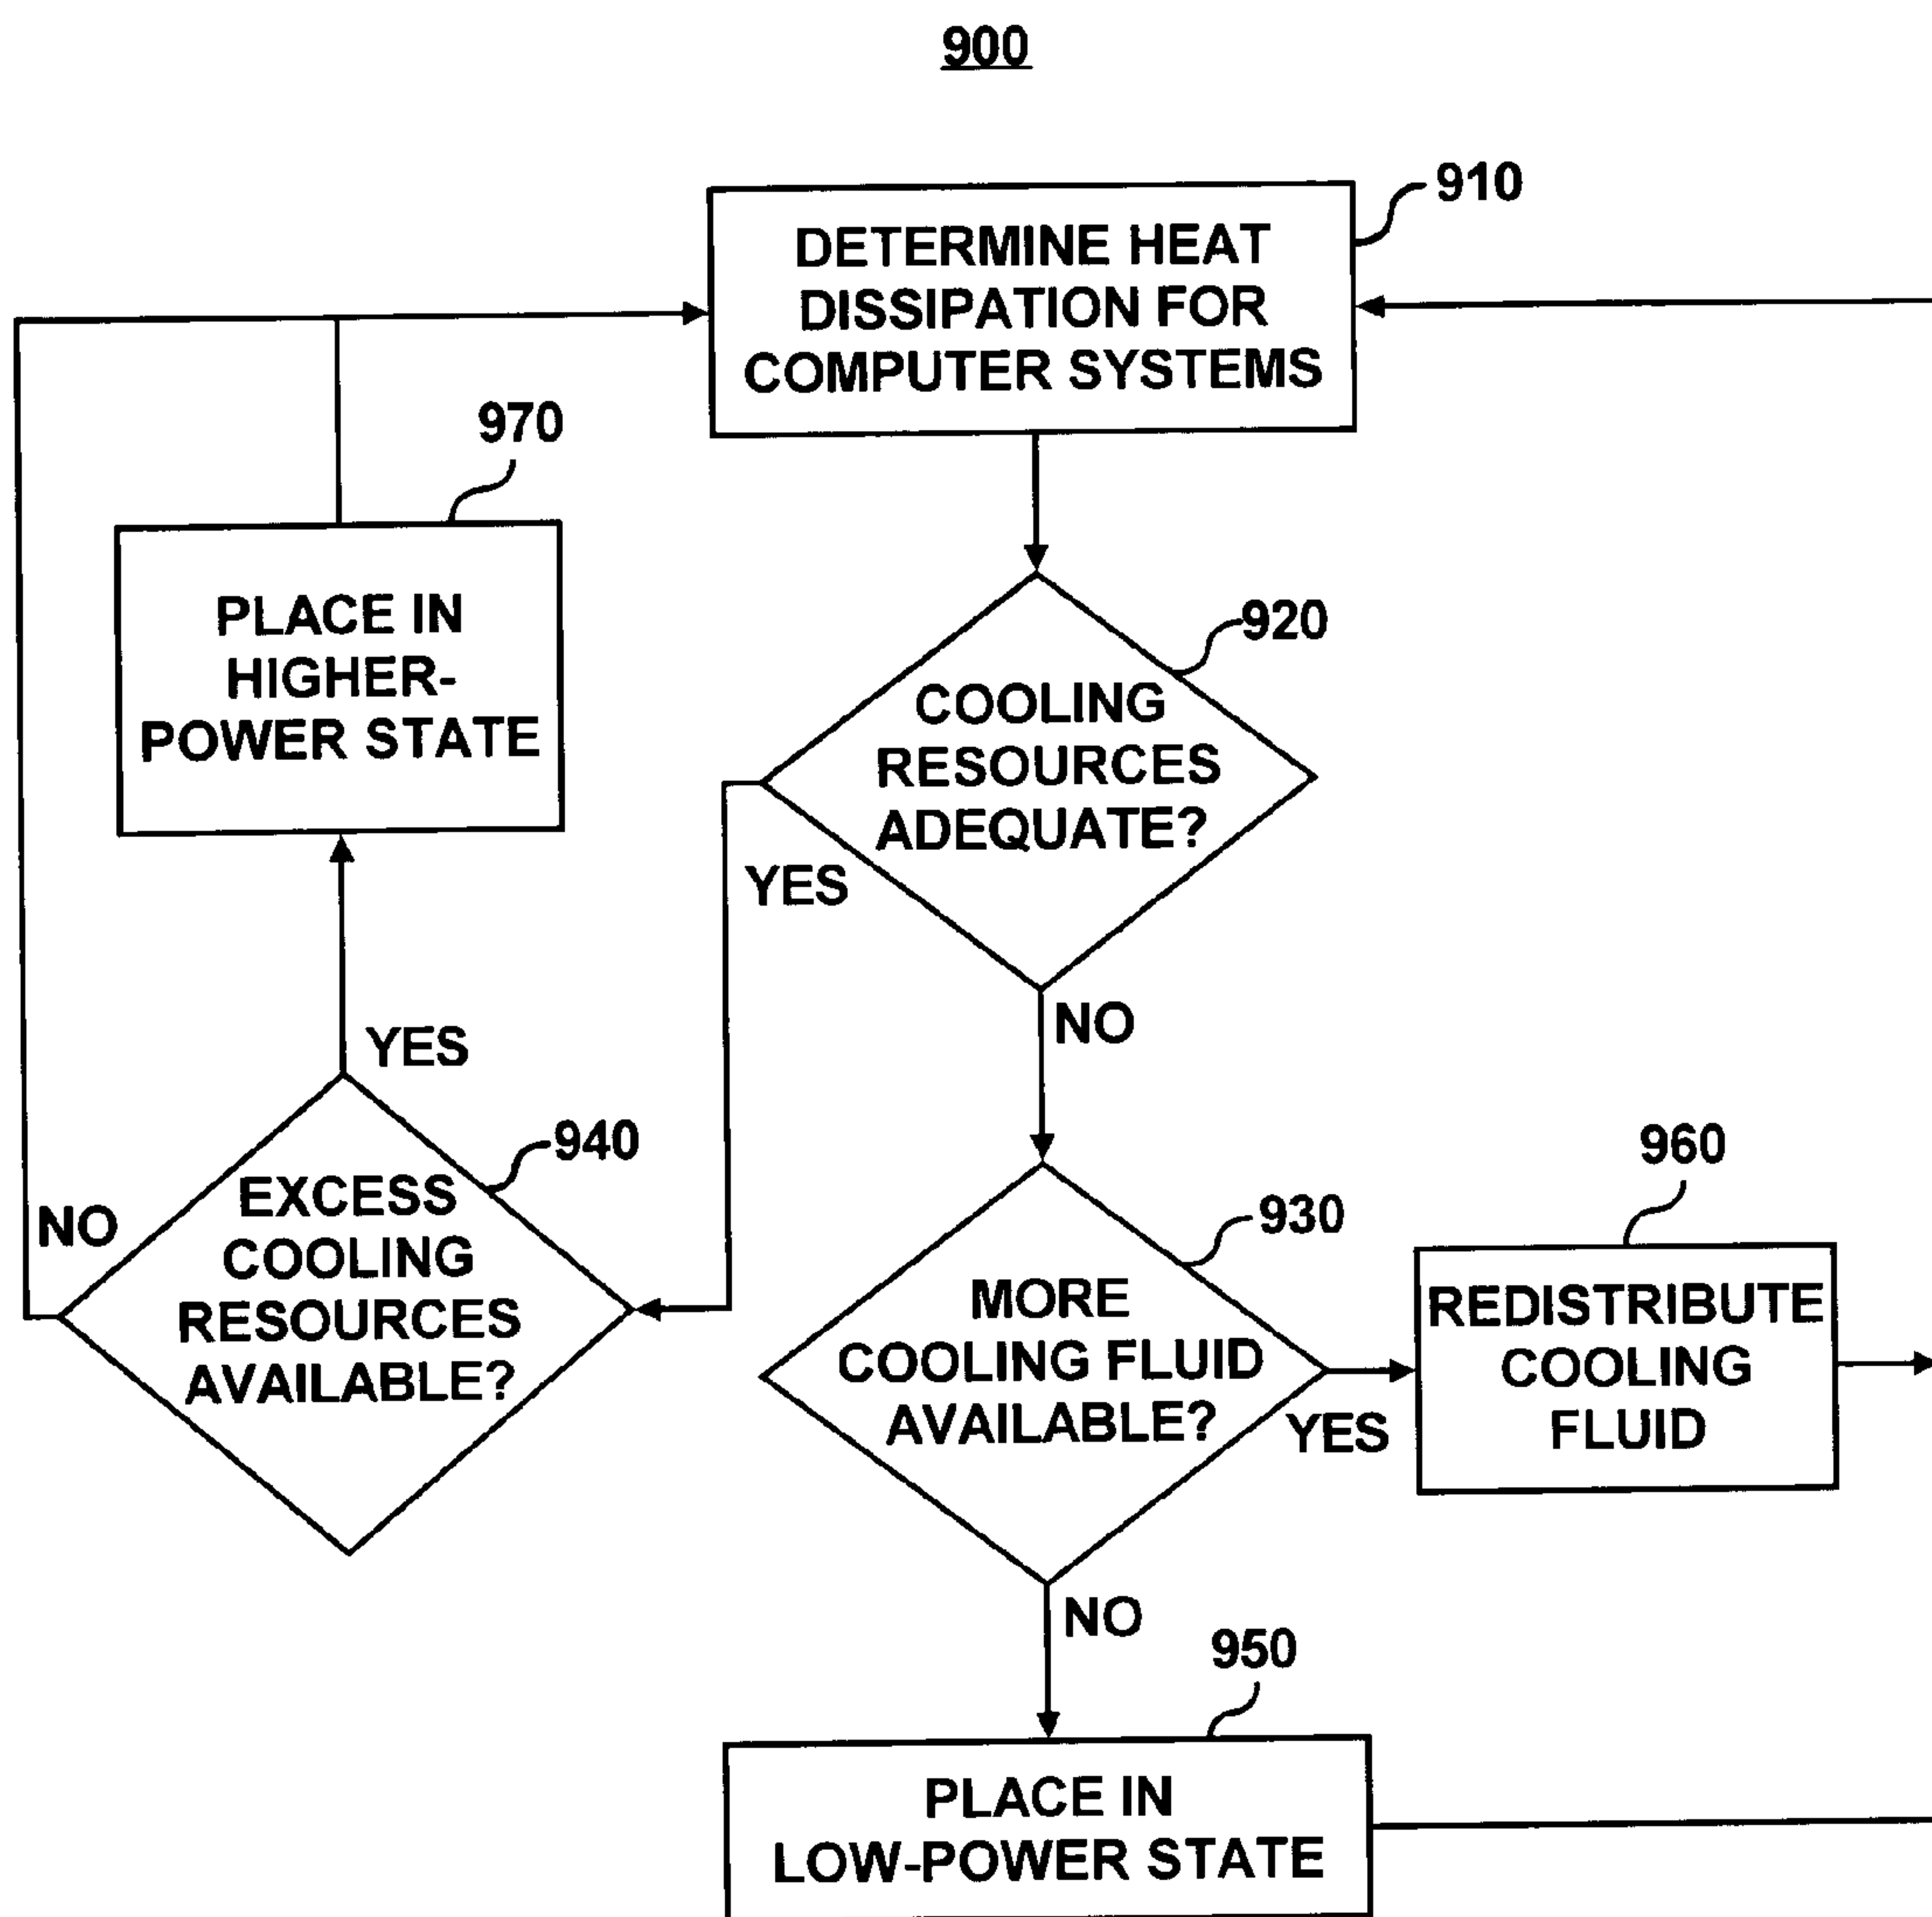 900
910
DETERMINE HEAT
DISSIPATION FOR
COMPUTER SYSTEMS
970
PLACE IN
HIGHER-
POWER STATE
920
COOLING
RESOURCES
ADEQUATE?
YES
NO
YES
940
EXCESS
COOLING
RESOURCES
AVAILABLE?
NO
930
MORE
COOLING FLUID
AVAILABLE?
YES
960
REDISTRIBUTE
COOLING
FLUID
NO
950
PLACE IN
LOW-POWER STATE